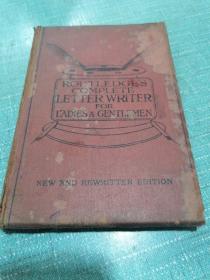 ROUTLEDGE'S
COMPLETE
LETTER WRITER
FOR
LADIES & GENTLEMEN
NEW AND REWRITTEN EDITION